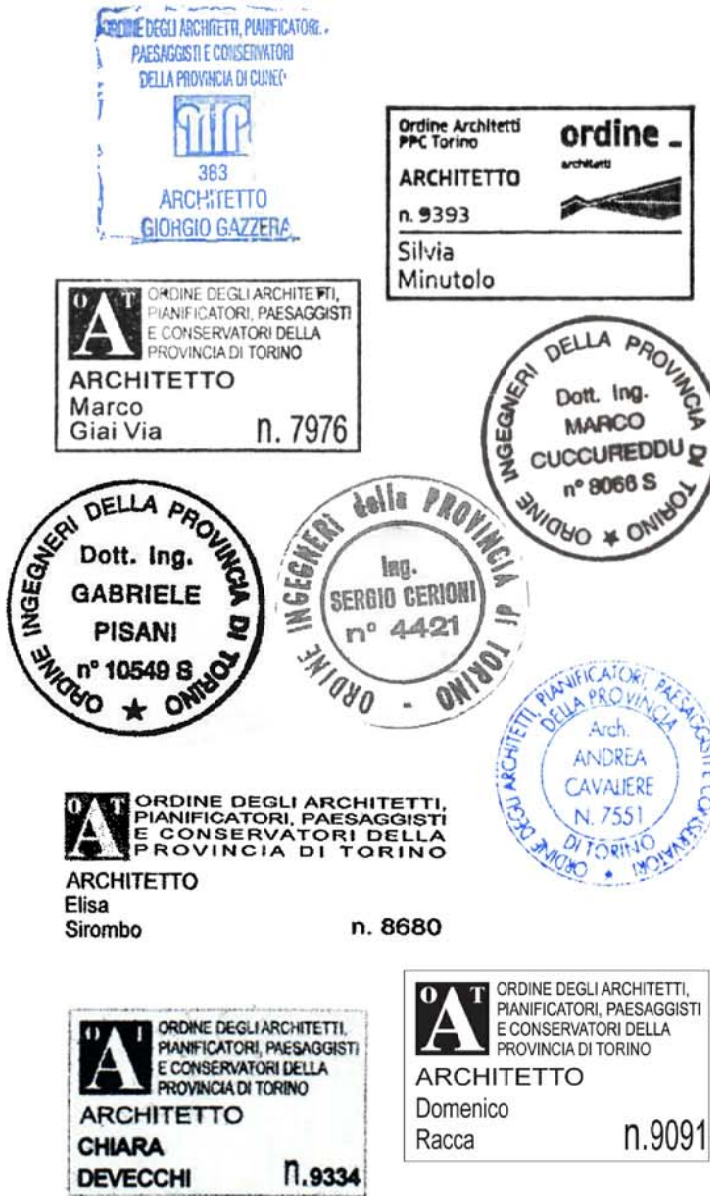 ORDINE DEGLI ARCHITETTI, PIANIFICATORI,
PAESAGGISTI E CONSERVATORI
DELLA PROVINCIA DI CUNEO
383
ARCHITETTO
GIORGIO GAZZERA
Ordine Architetti
PPC Torino
ARCHITETTO
n. 9393
Silvia
Minutolo
ordine
architetti
O A T
ORDINE DEGLI ARCHITETTI,
PIANIFICATORI, PAESAGGISTI
E CONSERVATORI DELLA
PROVINCIA DI TORINO
ARCHITETTO
Marco
Giai Via n. 7976
ORDINE INGEGNERI DELLA PROVINCIA DI TORINO
Dott. Ing.
MARCO
CUCCUREDDU
n° 8066 S
ORDINE INGEGNERI DELLA PROVINCIA DI TORINO
Dott. Ing.
GABRIELE
PISANI
n° 10549 S
ORDINE INGEGNERI della PROVINCIA di TORINO -
Ing.
SERGIO CERIONI
n° 4421
ORDINE DEGLI ARCHITETTI, PIANIFICATORI PAESAGGISTI E CONSERVATORI
DELLA PROVINCIA
Arch.
ANDREA
CAVALIERE
N. 7551
DI TORINO
O A T
ORDINE DEGLI ARCHITETTI,
PIANIFICATORI, PAESAGGISTI
E CONSERVATORI DELLA
PROVINCIA DI TORINO
ARCHITETTO
Elisa
Sirombo n. 8680
O A T
ORDINE DEGLI ARCHITETTI,
PIANIFICATORI, PAESAGGISTI
E CONSERVATORI DELLA
PROVINCIA DI TORINO
ARCHITETTO
CHIARA
DEVECCHI n.9334
O A T
ORDINE DEGLI ARCHITETTI,
PIANIFICATORI, PAESAGGISTI
E CONSERVATORI DELLA
PROVINCIA DI TORINO
ARCHITETTO
Domenico
Racca n.9091